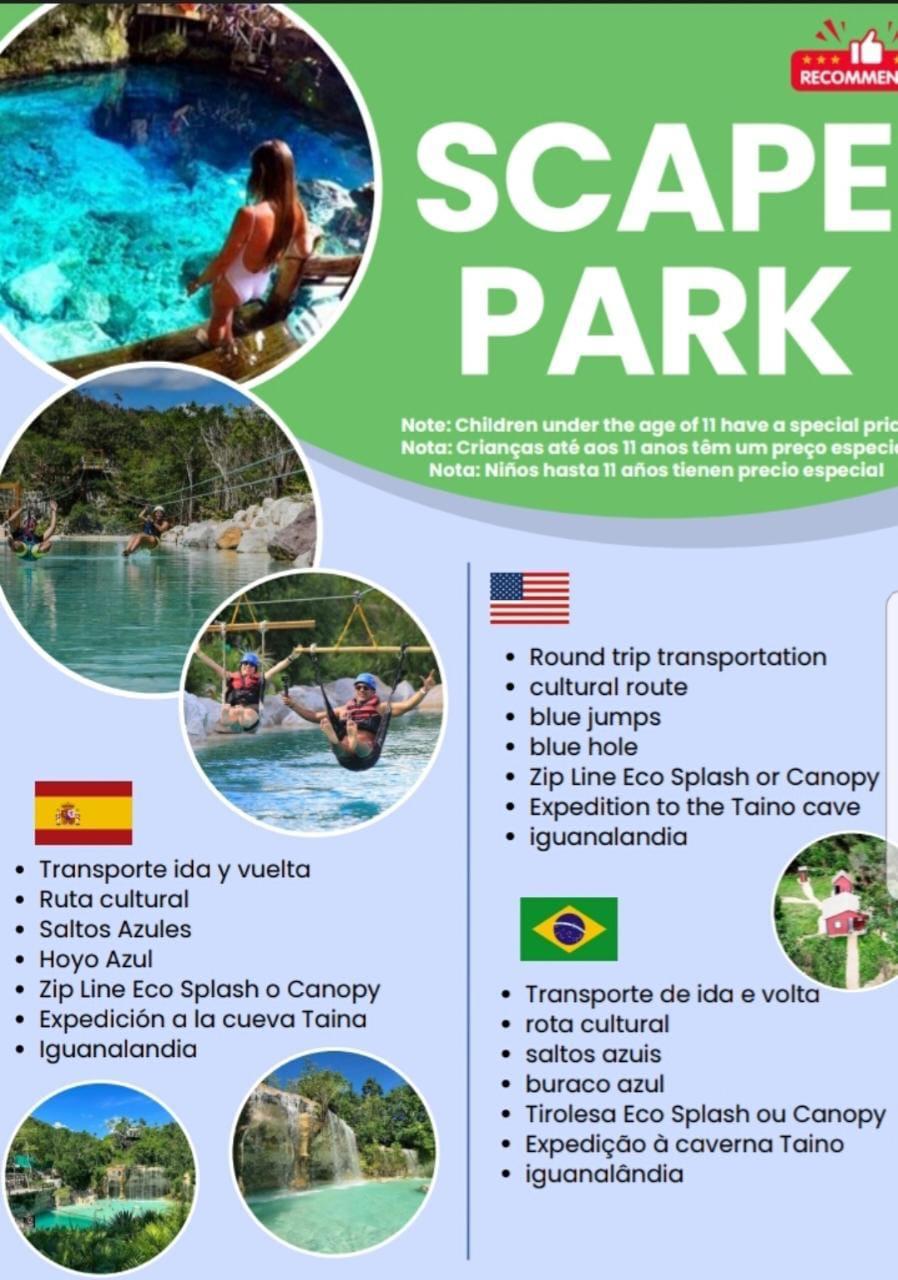 RECOMMEN
SCAPE
PARK
Note: Children under the age of 11 have a special pric
Nota: Crianças até aos 11 anos têm um preço especi
Nota: Niños hasta 11 años tienen precio especial
• Round trip transportation
• cultural route
• blue jumps
• blue hole
• Zip Line Eco Splash or Canopy
• Expedition to the Taino cave
• iguanalandia
• Transporte ida y vuelta
• Ruta cultural
• Saltos Azules
• Hoyo Azul
• Zip Line Eco Splash o Canopy
• Expedición a la cueva Taina
• Iguanalandia
• Transporte de ida e volta
• rota cultural
• saltos azuis
• buraco azul
• Tirolesa Eco Splash ou Canopy
• Expedição à caverna Taino
• iguanalândia